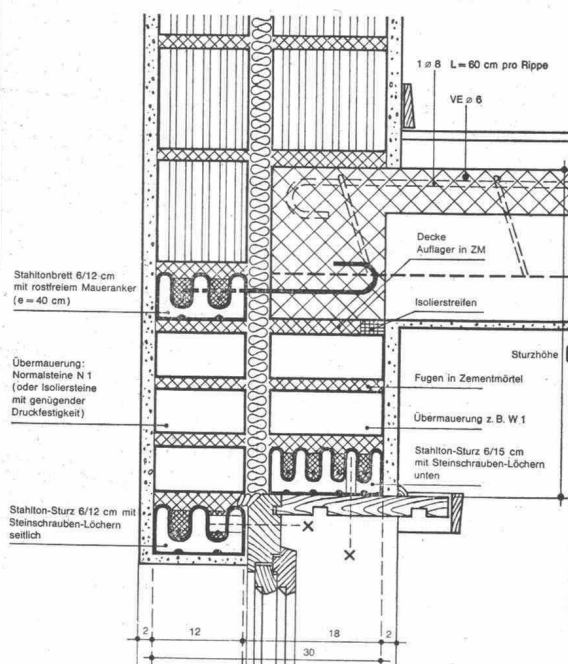 1 ø 8 L = 60 cm pro Rippe
VE ø 6
Decke
Auflager in ZM
Stahltonbrett 6/12 cm
mit rostfreiem Maueranker
(e = 40 cm)
Isolierstreifen
Sturzhöhe
Übermauerung:
Normalsteine N 1
(oder Isoliersteine
mit genügender
Druckfestigkeit)
Fugen in Zementmörtel
Übermauerung z. B. W 1
Stahlton-Sturz 6/15 cm
mit Steinschrauben-Löchern
unten
Stahlton-Sturz 6/12 cm mit
Steinschrauben-Löchern
seitlich
2 12 18 2
30